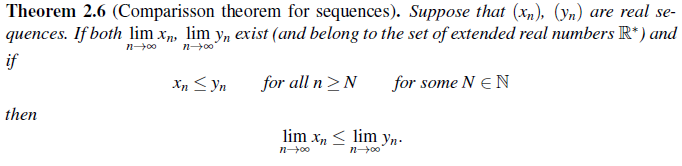 Theorem 2.6 (Comparisson theorem for sequences). Suppose that (xₙ), (yₙ) are real se-
quences. If both lim xₙ, lim yₙ exist (and belong to the set of extended real numbers ℝ*) and
n→∞ n→∞
if
xₙ ≤ yₙ for all n ≥ N for some N ∈ ℕ
then
lim xₙ ≤ lim yₙ.
n→∞ n→∞